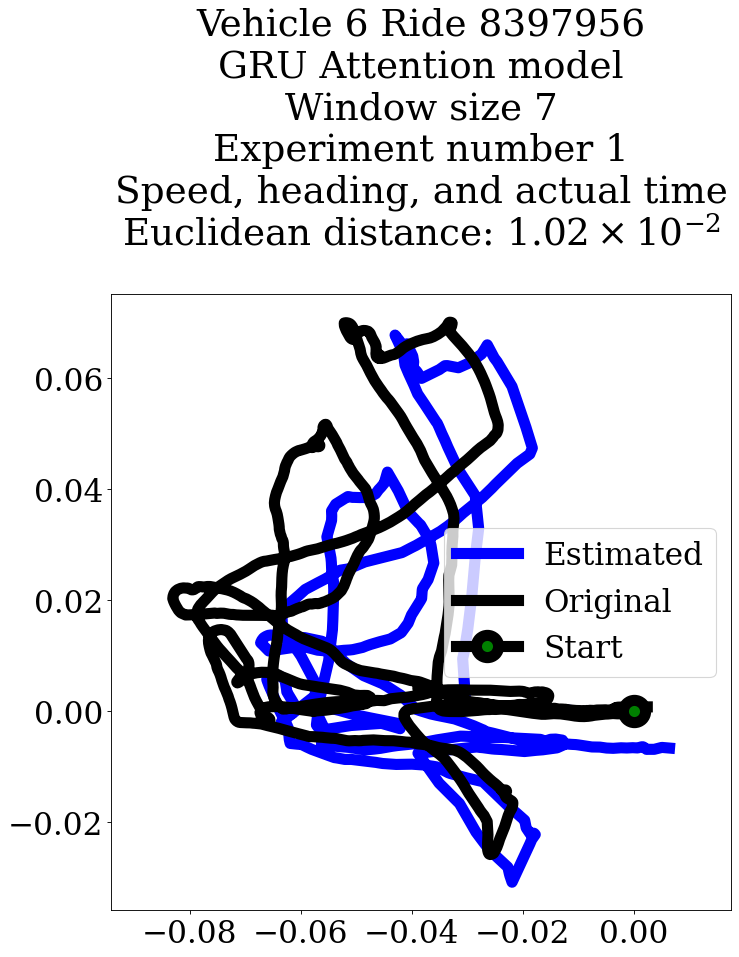 Vehicle 6 Ride 8397956
GRU Attention model
Window size 7
Experiment number 1
Speed, heading, and actual time
Euclidean distance: 1.02 × 10⁻²
0.06
0.04
0.02
0.00
−0.02
Estimated
Original
Start
−0.08 −0.06 −0.04 −0.02 0.00